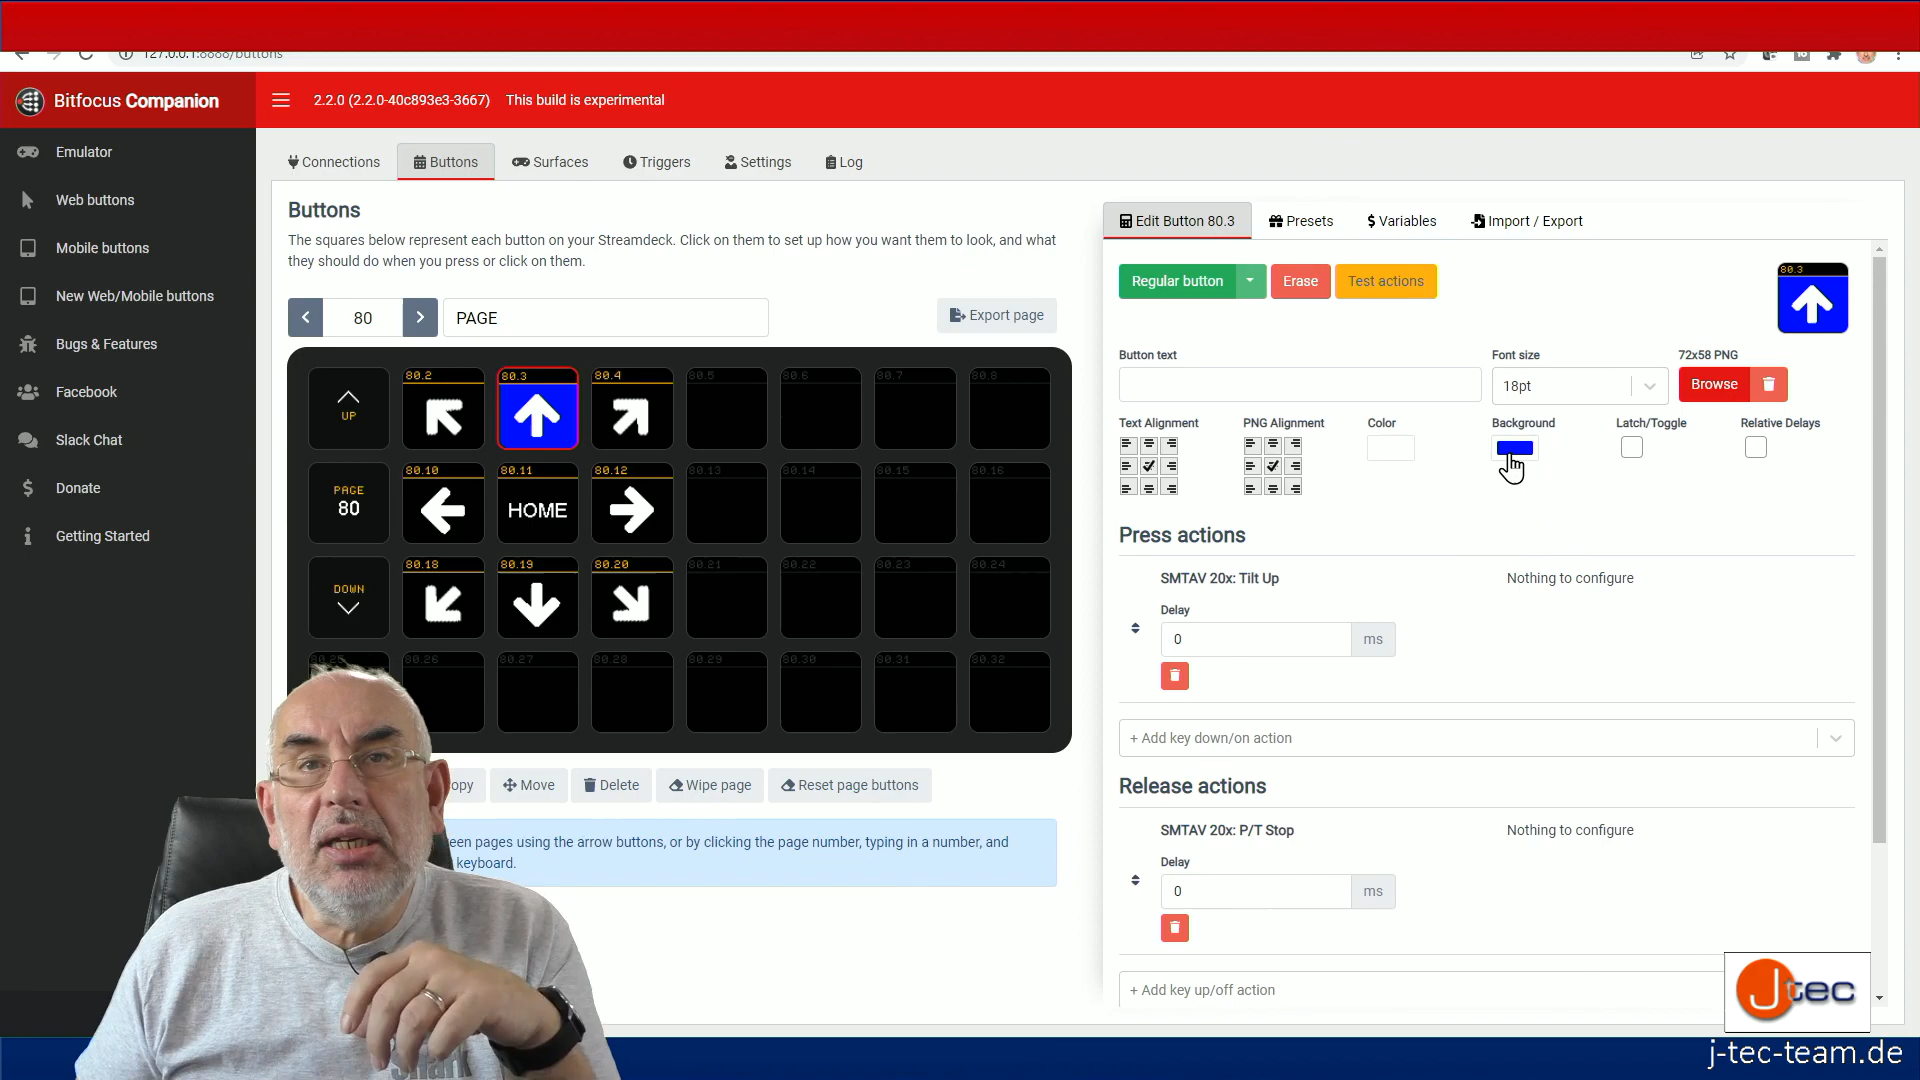 127.0.0.1:8888/buttons
Bitfocus Companion
2.2.0 (2.2.0-40c893e3-3667) This build is experimental
Emulator
Web buttons
Mobile buttons
New Web/Mobile buttons
Bugs & Features
Facebook
Slack Chat
Donate
Getting Started
Connections Buttons Surfaces Triggers Settings Log
Buttons
The squares below represent each button on your Streamdeck. Click on them to set up how you want them to look, and what
they should do when you press or click on them.
80 PAGE Export page
80.2 80.3 80.4 80.5 80.6 80.7 80.8
UP
80.10 80.11 80.12 80.13 80.14 80.15 80.16
PAGE
80 HOME
80.18 80.19 80.20 80.21 80.22 80.23 80.24
DOWN
80.25 80.26 80.27 80.28 80.29 80.30 80.31 80.32
opy Move Delete Wipe page Reset page buttons
een pages using the arrow buttons, or by clicking the page number, typing in a number, and
keyboard.
Edit Button 80.3 Presets Variables Import / Export
Regular button Erase Test actions
80.3
Button text Font size 72x58 PNG
18pt Browse
Text Alignment PNG Alignment Color Background Latch/Toggle Relative Delays
Press actions
SMTAV 20x: Tilt Up Nothing to configure
Delay
0 ms
+ Add key down/on action
Release actions
SMTAV 20x: P/T Stop Nothing to configure
Delay
0 ms
+ Add key up/off action
Jtec
j-tec-team.de